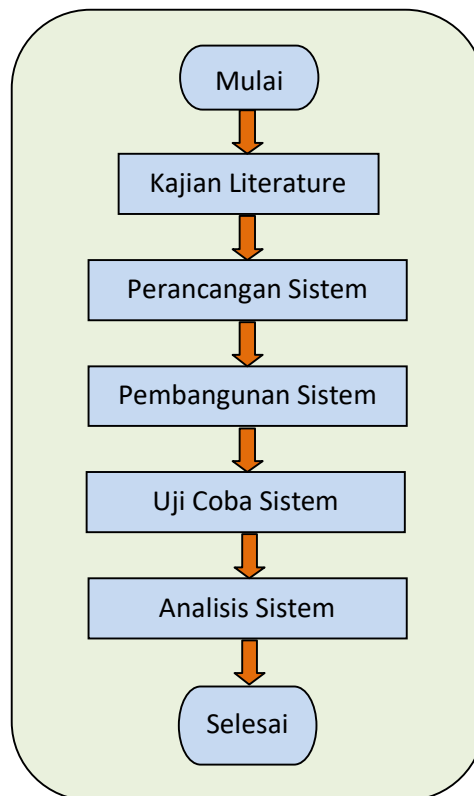 Mulai
Kajian Literature
Perancangan Sistem
Pembangunan Sistem
Uji Coba Sistem
Analisis Sistem
Selesai